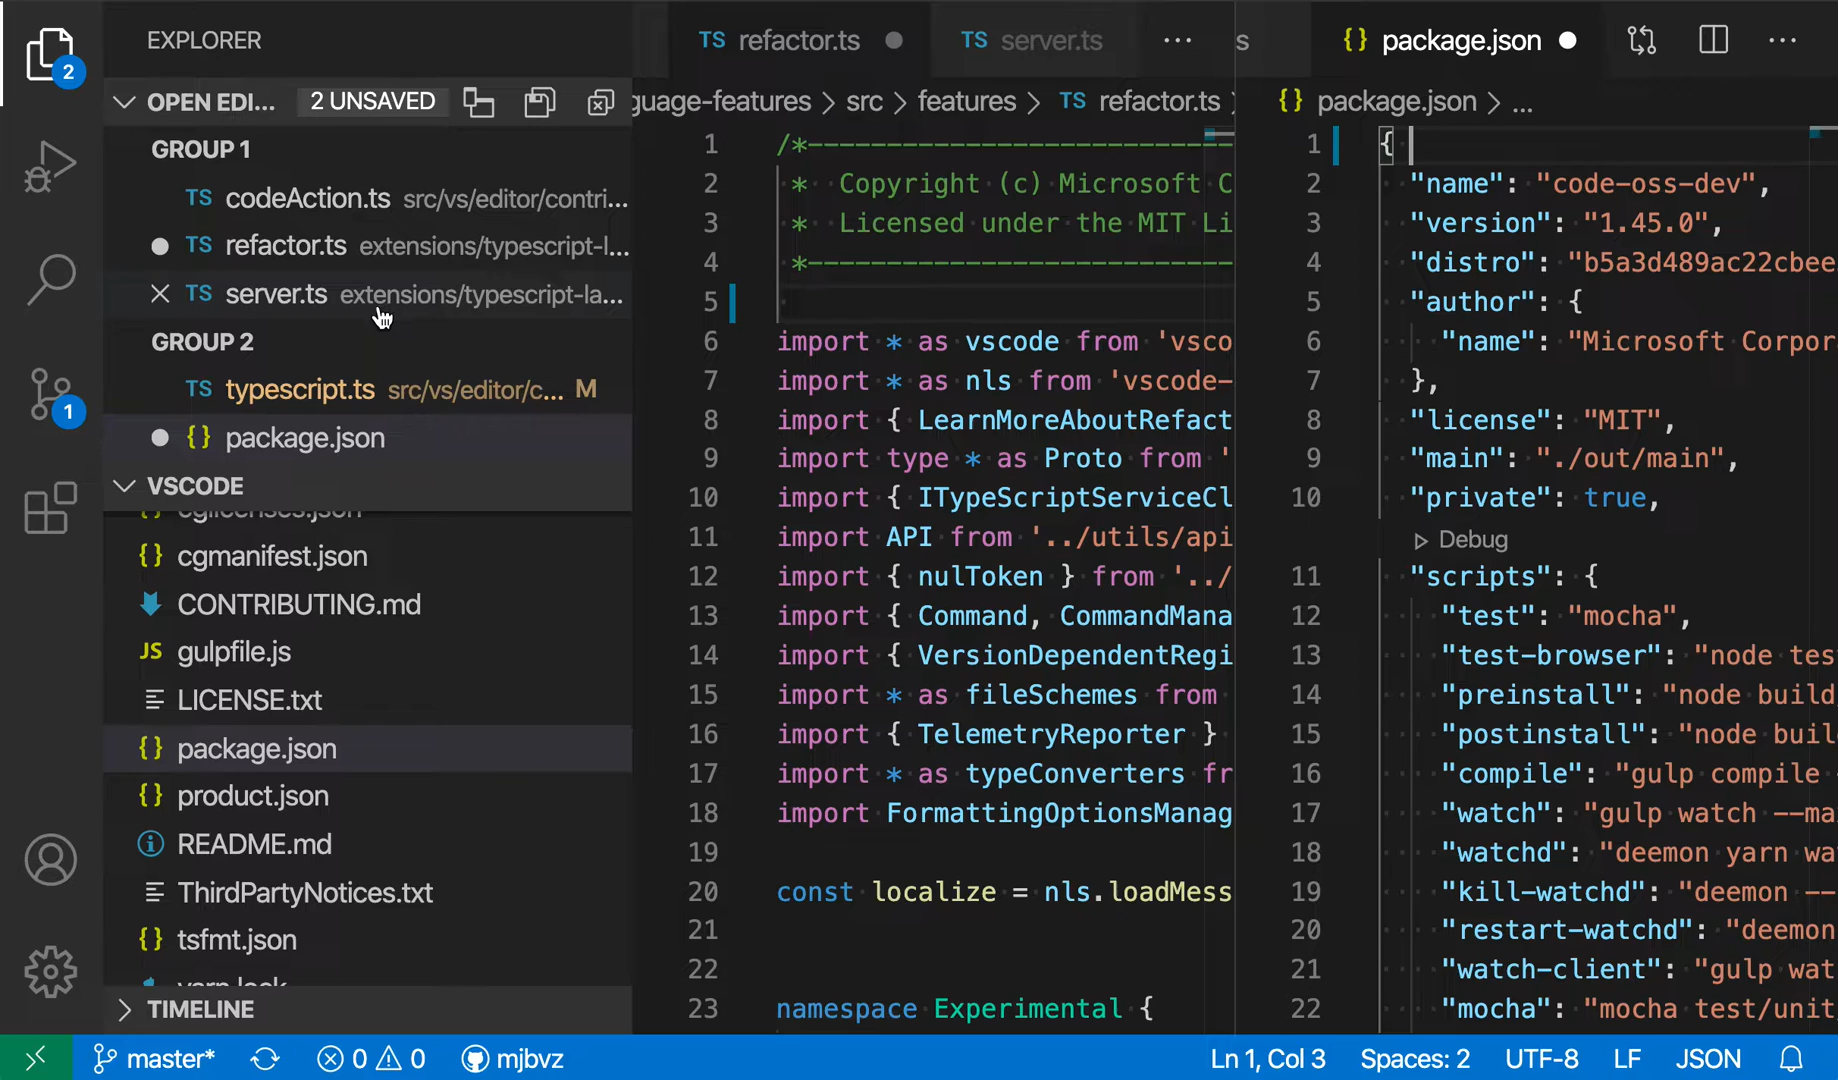 EXPLORER
2
OPEN EDI... 2 UNSAVED
GROUP 1
TS codeAction.ts src/vs/editor/contri...
TS refactor.ts extensions/typescript-l...
TS server.ts extensions/typescript-la...
GROUP 2
TS typescript.ts src/vs/editor/c... M
{} package.json
1
VSCODE
cglicenses.json
{} cgmanifest.json
CONTRIBUTING.md
JS gulpfile.js
LICENSE.txt
{} package.json
{} product.json
README.md
ThirdPartyNotices.txt
{} tsfmt.json
yarn.lock
TIMELINE
TS refactor.ts TS server.ts ... s
guage-features > src > features > TS refactor.ts
1 /*----------------------------
2 * Copyright (c) Microsoft C
3 * Licensed under the MIT Li
4 *----------------------------
5
6 import * as vscode from 'vsco
7 import * as nls from 'vscode-
8 import { LearnMoreAboutRefact
9 import type * as Proto from '
10 import { ITypeScriptServiceCl
11 import API from '../utils/api
12 import { nulToken } from '../
13 import { Command, CommandMana
14 import { VersionDependentRegi
15 import * as fileSchemes from
16 import { TelemetryReporter }
17 import * as typeConverters fr
18 import FormattingOptionsManag
19
20 const localize = nls.loadMess
21
22
23 namespace Experimental {
{} package.json ...
{} package.json > ...
1 {
2 "name": "code-oss-dev",
3 "version": "1.45.0",
4 "distro": "b5a3d489ac22cbee
5 "author": {
6 "name": "Microsoft Corpor
7 },
8 "license": "MIT",
9 "main": "./out/main",
10 "private": true,
Debug
11 "scripts": {
12 "test": "mocha",
13 "test-browser": "node tes
14 "preinstall": "node build
15 "postinstall": "node buil
16 "compile": "gulp compile
17 "watch": "gulp watch --ma
18 "watchd": "deemon yarn wa
19 "kill-watchd": "deemon --
20 "restart-watchd": "deemon
21 "watch-client": "gulp wat
22 "mocha": "mocha test/unit
master* 0 0 mjbvz Ln 1, Col 3 Spaces: 2 UTF-8 LF JSON